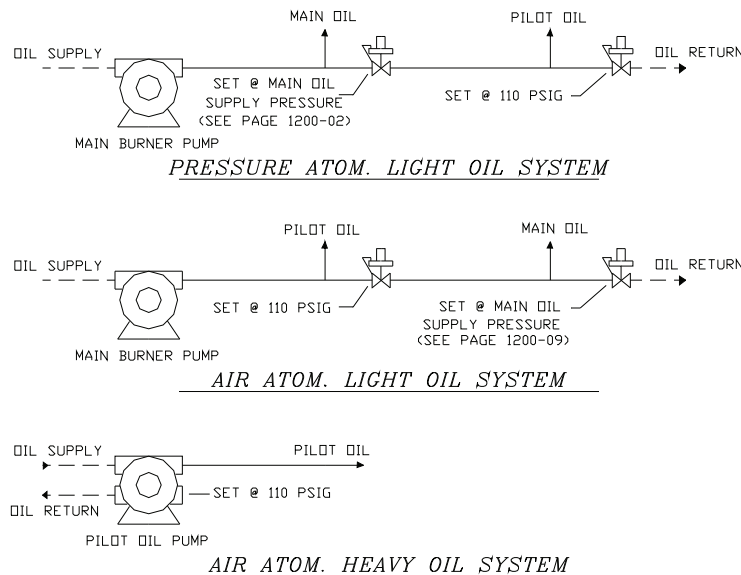 MAIN OIL
PILOT OIL
OIL SUPPLY
OIL RETURN
SET @ MAIN OIL
SUPPLY PRESSURE
(SEE PAGE 1200-02)
SET @ 110 PSIG
MAIN BURNER PUMP
PRESSURE ATOM. LIGHT OIL SYSTEM
PILOT OIL
MAIN OIL
OIL SUPPLY
OIL RETURN
SET @ 110 PSIG
SET @ MAIN OIL
SUPPLY PRESSURE
(SEE PAGE 1200-09)
MAIN BURNER PUMP
AIR ATOM. LIGHT OIL SYSTEM
OIL SUPPLY
PILOT OIL
SET @ 110 PSIG
OIL RETURN
PILOT OIL PUMP
AIR ATOM. HEAVY OIL SYSTEM